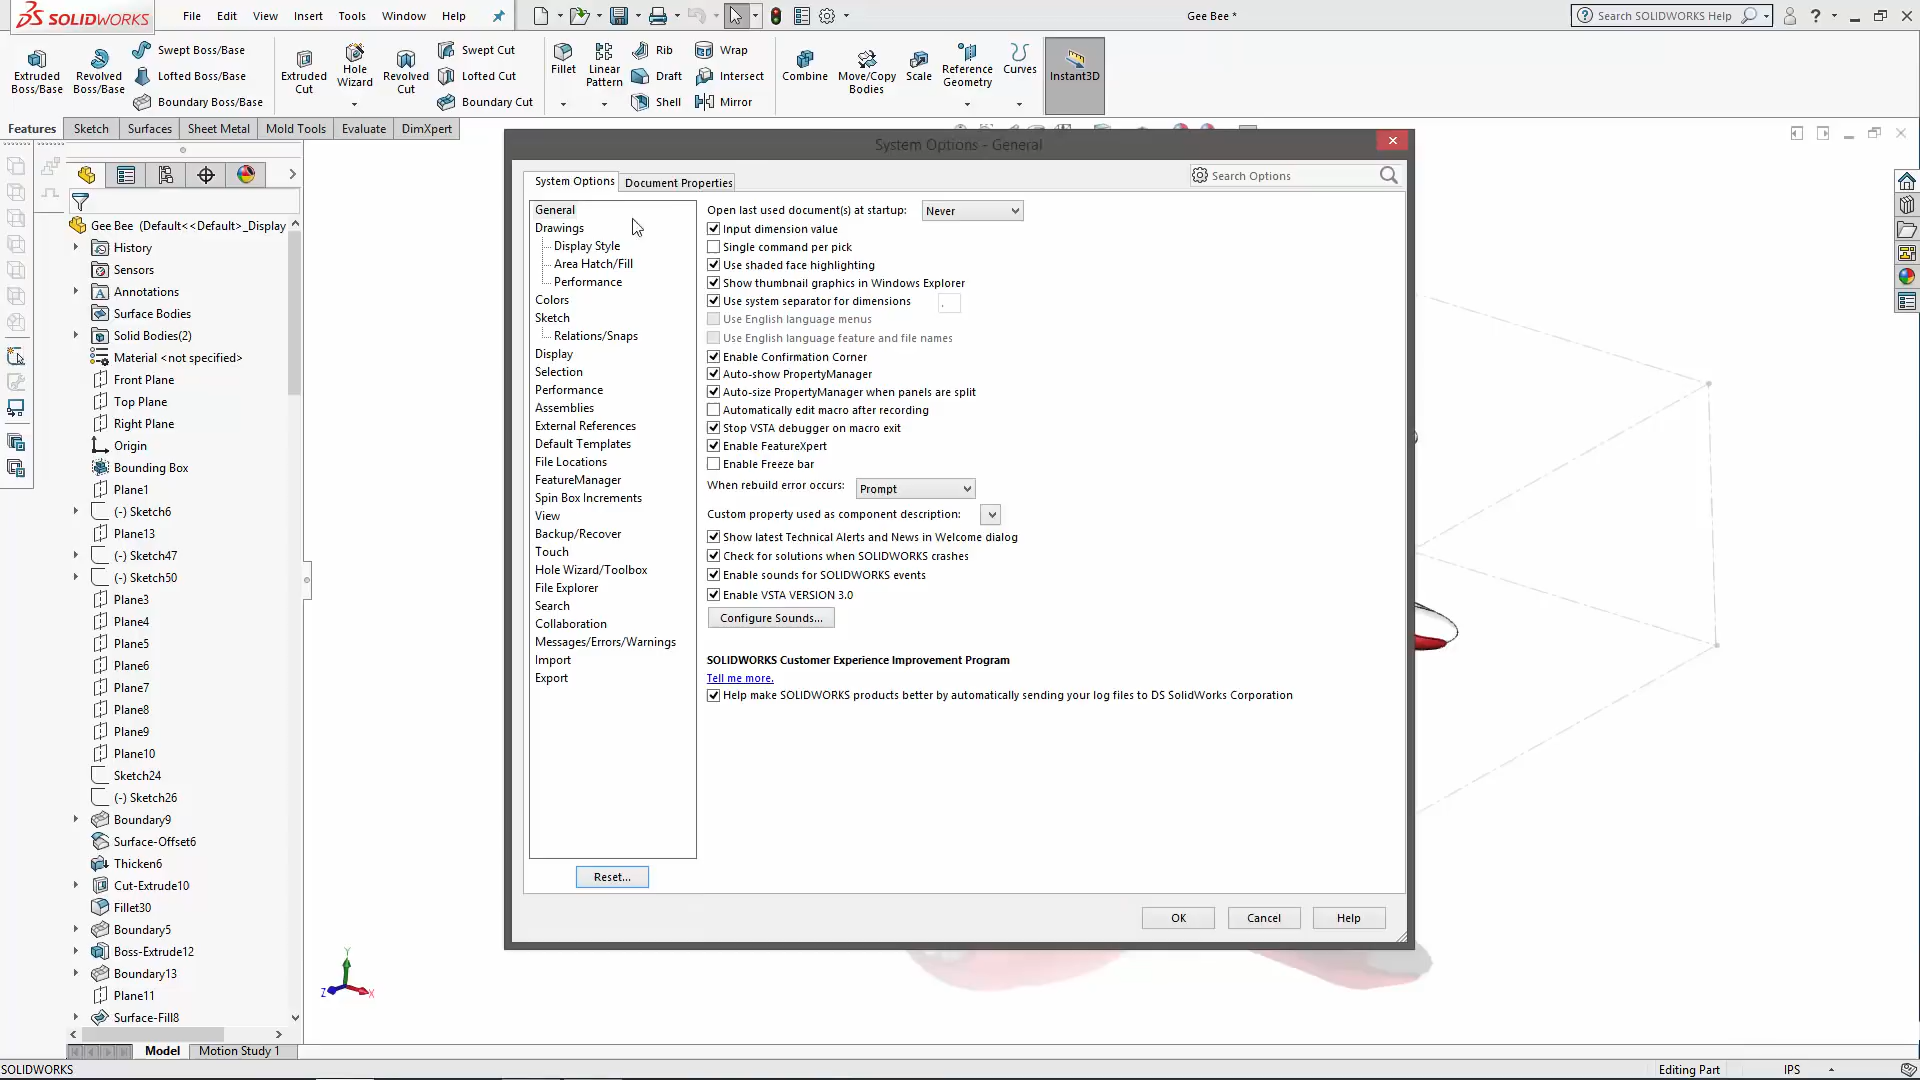 SOLIDWORKS
File Edit View Insert Tools Window Help
Gee Bee *
Search SOLIDWORKS Help
Extruded Boss/Base
Revolved Boss/Base
Swept Boss/Base
Lofted Boss/Base
Boundary Boss/Base
Extruded Cut
Hole Wizard
Revolved Cut
Swept Cut
Lofted Cut
Boundary Cut
Fillet
Linear Pattern
Rib
Draft
Shell
Wrap
Intersect
Mirror
Combine
Move/Copy Bodies
Scale
Reference Geometry
Curves
Instant3D
Features Sketch Surfaces Sheet Metal Mold Tools Evaluate DimXpert
Gee Bee (Default<<Default>_Display
History
Sensors
Annotations
Surface Bodies
Solid Bodies(2)
Material <not specified>
Front Plane
Top Plane
Right Plane
Origin
Bounding Box
Plane1
(-) Sketch6
Plane13
(-) Sketch47
(-) Sketch50
Plane3
Plane4
Plane5
Plane6
Plane7
Plane8
Plane9
Plane10
Sketch24
(-) Sketch26
Boundary9
Surface-Offset6
Thicken6
Cut-Extrude10
Fillet30
Boundary5
Boss-Extrude12
Boundary13
Plane11
Surface-Fill8
System Options - General
System Options Document Properties
Search Options
General
Drawings
Display Style
Area Hatch/Fill
Performance
Colors
Sketch
Relations/Snaps
Display
Selection
Performance
Assemblies
External References
Default Templates
File Locations
FeatureManager
Spin Box Increments
View
Backup/Recover
Touch
Hole Wizard/Toolbox
File Explorer
Search
Collaboration
Messages/Errors/Warnings
Import
Export
Reset...
Open last used document(s) at startup: Never
Input dimension value
Single command per pick
Use shaded face highlighting
Show thumbnail graphics in Windows Explorer
Use system separator for dimensions .
Use English language menus
Use English language feature and file names
Enable Confirmation Corner
Auto-show PropertyManager
Auto-size PropertyManager when panels are split
Automatically edit macro after recording
Stop VSTA debugger on macro exit
Enable FeatureXpert
Enable Freeze bar
When rebuild error occurs: Prompt
Custom property used as component description:
Show latest Technical Alerts and News in Welcome dialog
Check for solutions when SOLIDWORKS crashes
Enable sounds for SOLIDWORKS events
Enable VSTA VERSION 3.0
Configure Sounds...
SOLIDWORKS Customer Experience Improvement Program
Tell me more.
Help make SOLIDWORKS products better by automatically sending your log files to DS SolidWorks Corporation
OK Cancel Help
Y
Z X
Model Motion Study 1
SOLIDWORKS Editing Part IPS